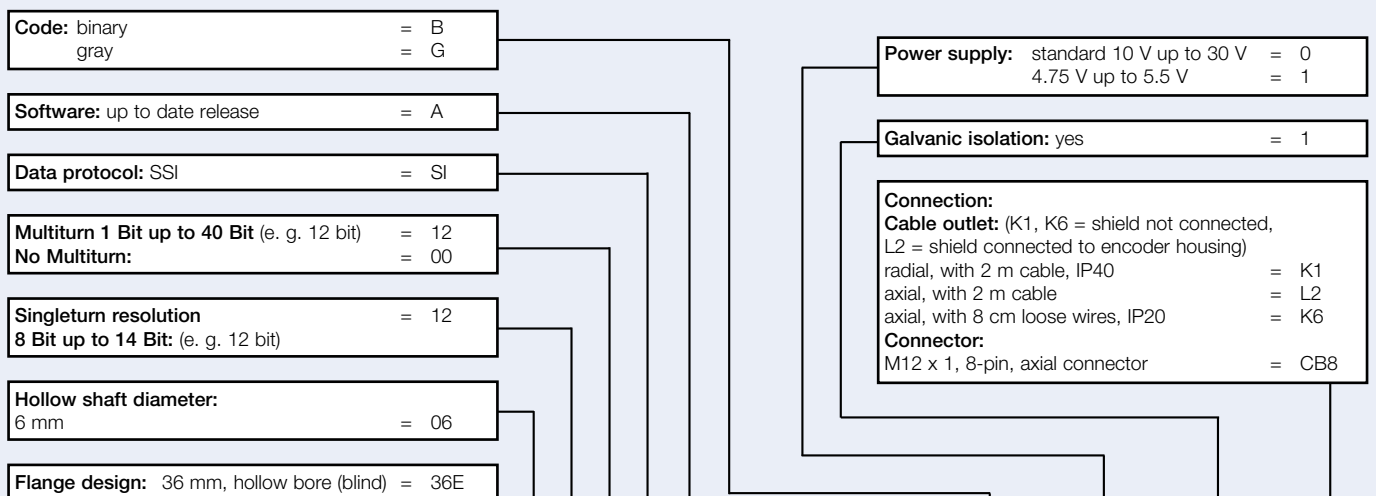 Code: binary = B
gray = G
Software: up to date release = A
Data protocol: SSI = SI
Multiturn 1 Bit up to 40 Bit (e. g. 12 bit) = 12
No Multiturn: = 00
Singleturn resolution = 12
8 Bit up to 14 Bit: (e. g. 12 bit)
Hollow shaft diameter:
6 mm = 06
Flange design: 36 mm, hollow bore (blind) = 36E
Power supply: standard 10 V up to 30 V = 0
4.75 V up to 5.5 V = 1
Galvanic isolation: yes = 1
Connection:
Cable outlet: (K1, K6 = shield not connected,
L2 = shield connected to encoder housing)
radial, with 2 m cable, IP40 = K1
axial, with 2 m cable = L2
axial, with 8 cm loose wires, IP20 = K6
Connector:
M12 x 1, 8-pin, axial connector = CB8